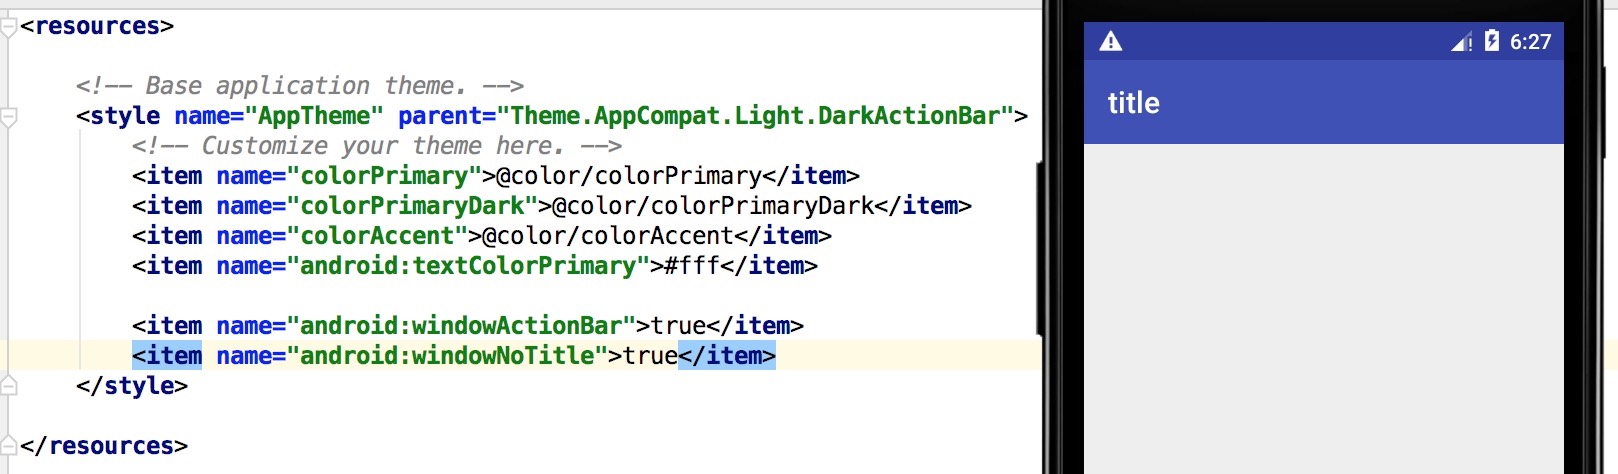 <resources>
<!-- Base application theme. -->
<style name="AppTheme" parent="Theme.AppCompat.Light.DarkActionBar">
<!-- Customize your theme here. -->
<item name="colorPrimary">@color/colorPrimary</item>
<item name="colorPrimaryDark">@color/colorPrimaryDark</item>
<item name="colorAccent">@color/colorAccent</item>
<item name="android:textColorPrimary">#fff</item>
<item name="android:windowActionBar">true</item>
<item name="android:windowNoTitle">true</item>
</style>
</resources>
6:27
title